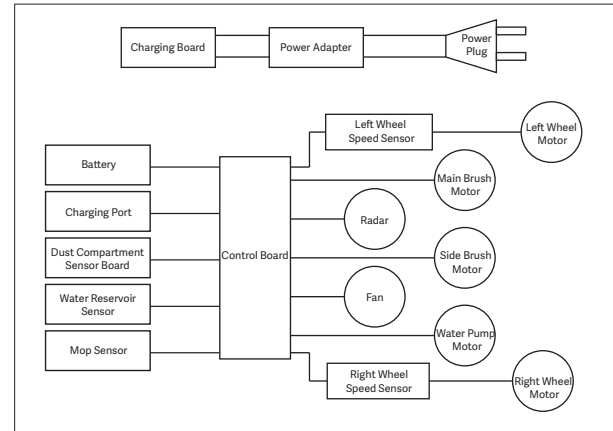 Charging Board
Power Adapter
Power
Plug
Left Wheel
Speed Sensor
Left Wheel
Motor
Battery
Main Brush
Motor
Charging Port
Radar
Dust Compartment
Sensor Board
Control Board
Side Brush
Motor
Water Reservoir
Sensor
Fan
Mop Sensor
Water Pump
Motor
Right Wheel
Speed Sensor
Right Wheel
Motor